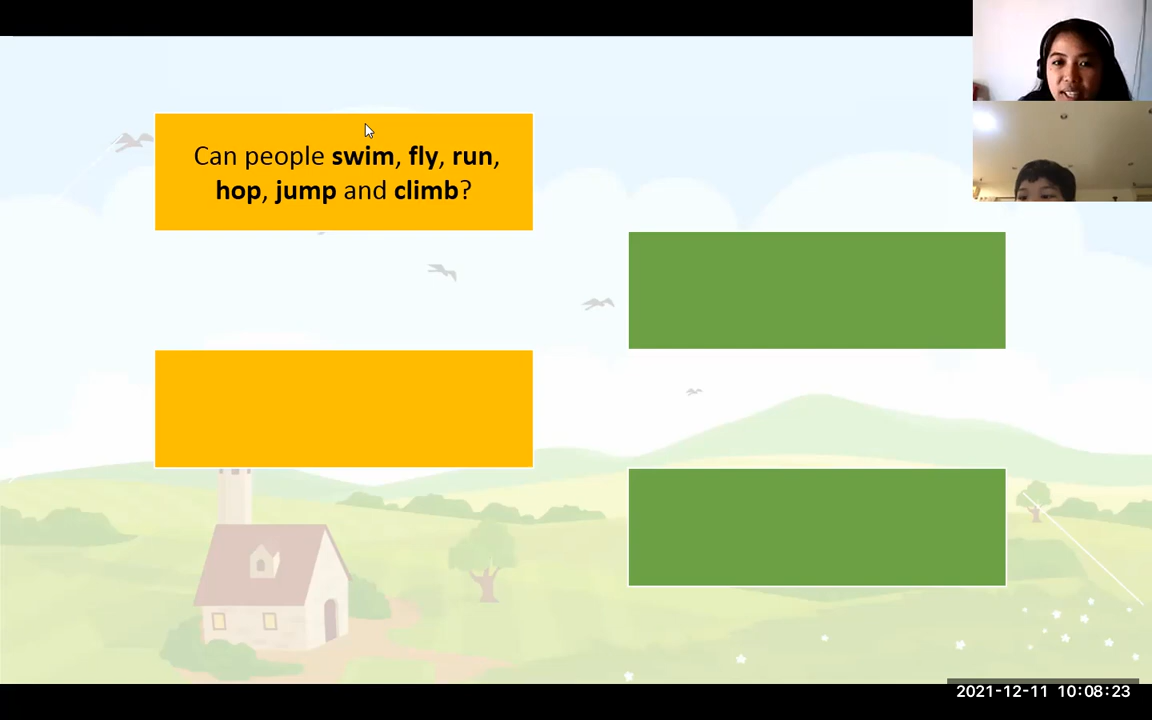 Can people swim, fly, run,
hop, jump and climb?
2021-12-11 10:08:23